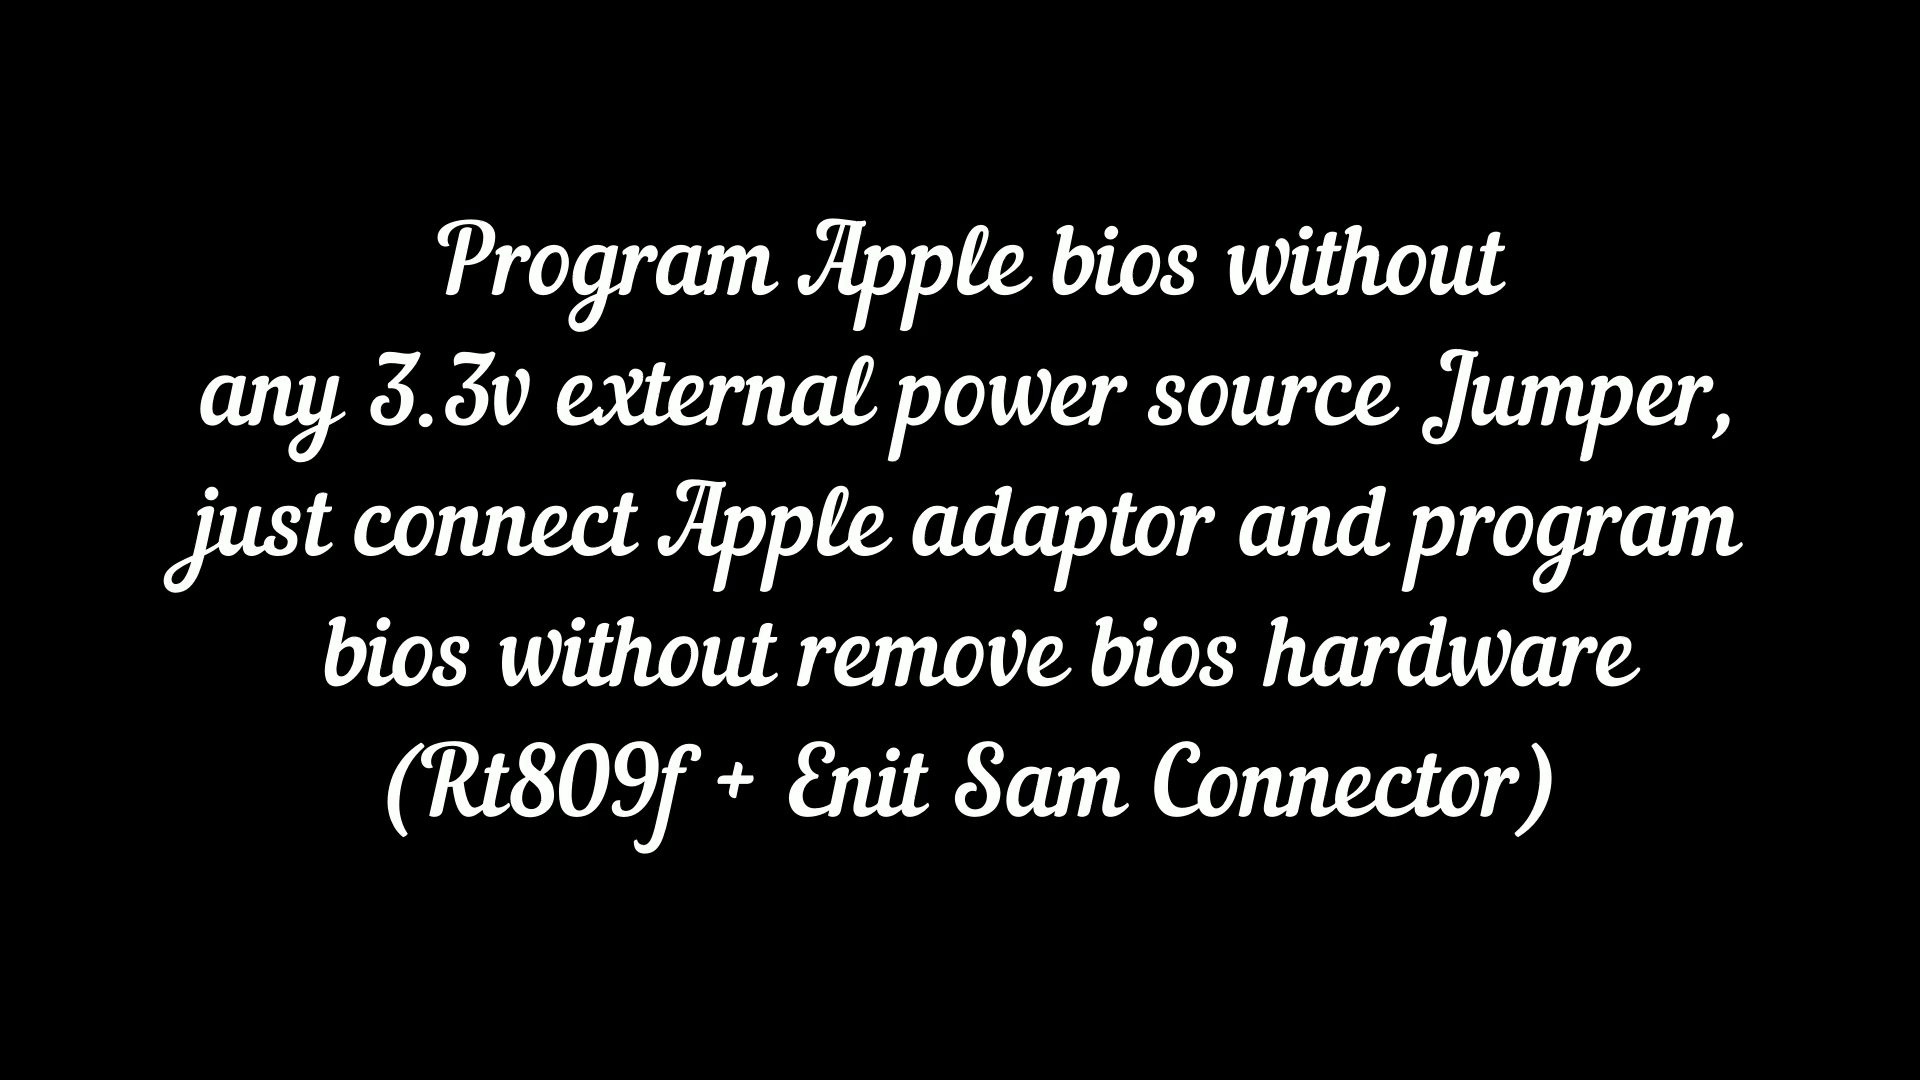 Program Apple bios without
any 3.3v external power source Jumper,
just connect Apple adaptor and program
bios without remove bios hardware
(Rt809f + Enit Sam Connector)